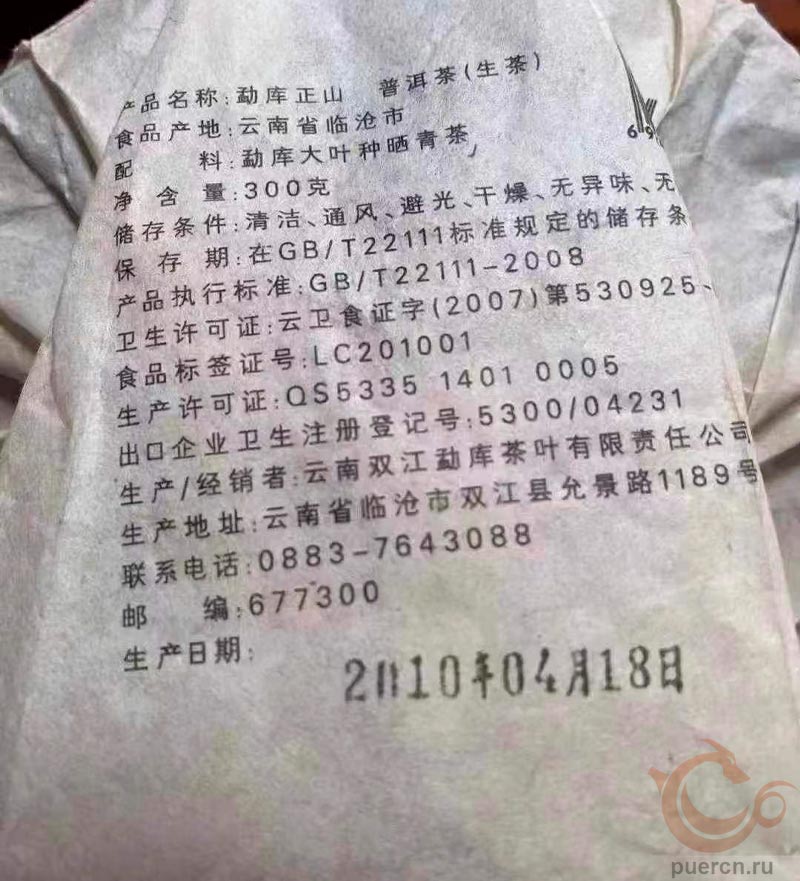 产品名称:勐库正山 普洱茶(生茶)
食品产地:云南省临沧市
配 料:勐库大叶种晒青茶
净 含 量:300克
储存条件:清洁、通风、避光、干燥、无异味、无
保 存 期:在GB/T22111标准规定的储存条
产品执行标准:GB/T22111-2008
卫生许可证:云卫食证字(2007)第530925-
食品标签证号:LC201001
生产许可证:QS5335 1401 0005
出口企业卫生注册登记号:5300/04231
生产/经销者:云南双江勐库茶叶有限责任公司
生产地址:云南省临沧市双江县允景路1189号
联系电话:0883-7643088
邮 编:677300
生产日期:
2010年04月18日
69
puercn.ru